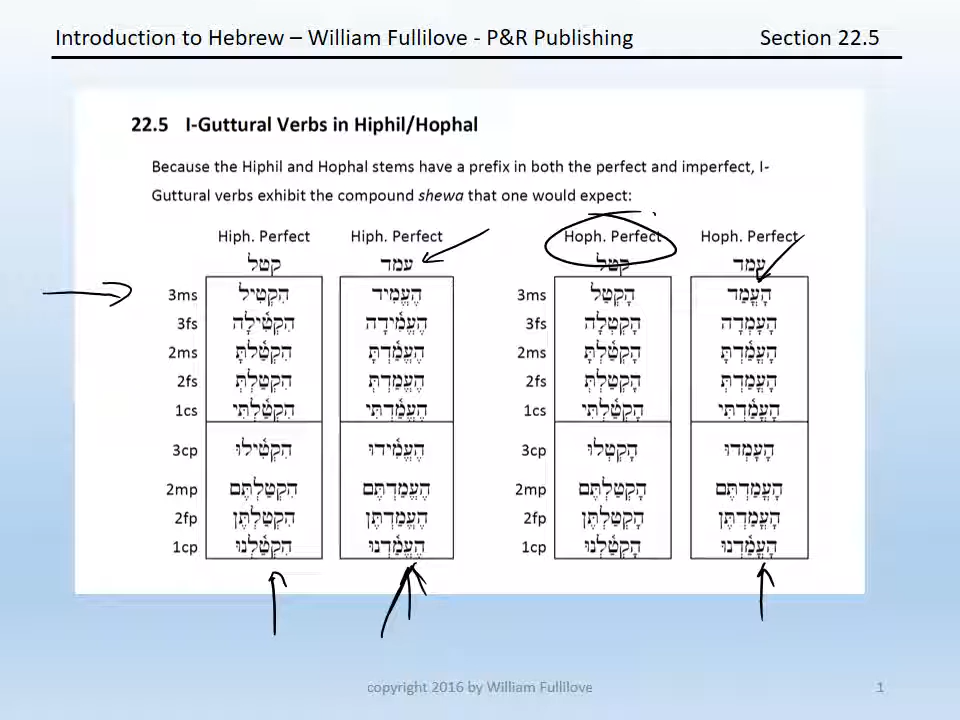 Introduction to Hebrew – William Fullilove - P&R Publishing Section 22.5
22.5 I-Guttural Verbs in Hiphil/Hophal
Because the Hiphil and Hophal stems have a prefix in both the perfect and imperfect, I-
Guttural verbs exhibit the compound shewa that one would expect:
Hiph. Perfect Hiph. Perfect Hoph. Perfect Hoph. Perfect
קטל עמד קטל עמד
3ms הִקְטִיל הֶעֱמִיד 3ms הָקְטַל הָעֳמַד
3fs הִקְטִ֫ילָה הֶעֱמִ֫ידָה 3fs הָקְטְלָה הָעָמְדָה
2ms הִקְטַ֫לְתָּ הֶעֱמַ֫דְתָּ 2ms הָקְטַ֫לְתָּ הָעֳמַ֫דְתָּ
2fs הִקְטַלְתְּ הֶעֱמַדְתְּ 2fs הָקְטַלְתְּ הָעֳמַדְתְּ
1cs הִקְטַ֫לְתִּי הֶעֱמַ֫דְתִּי 1cs הָקְטַ֫לְתִּי הָעֳמַ֫דְתִּי
3cp הִקְטִ֫ילוּ הֶעֱמִ֫ידוּ 3cp הָקְטְלוּ הָעָמְדוּ
2mp הִקְטַלְתֶּם הֶעֱמַדְתֶּם 2mp הָקְטַלְתֶּם הָעֳמַדְתֶּם
2fp הִקְטַלְתֶּן הֶעֱמַדְתֶּן 2fp הָקְטַלְתֶּן הָעֳמַדְתֶּן
1cp הִקְטַ֫לְנוּ הֶעֱמַ֫דְנוּ 1cp הָקְטַ֫לְנוּ הָעֳמַ֫דְנוּ
copyright 2016 by William Fullilove 1